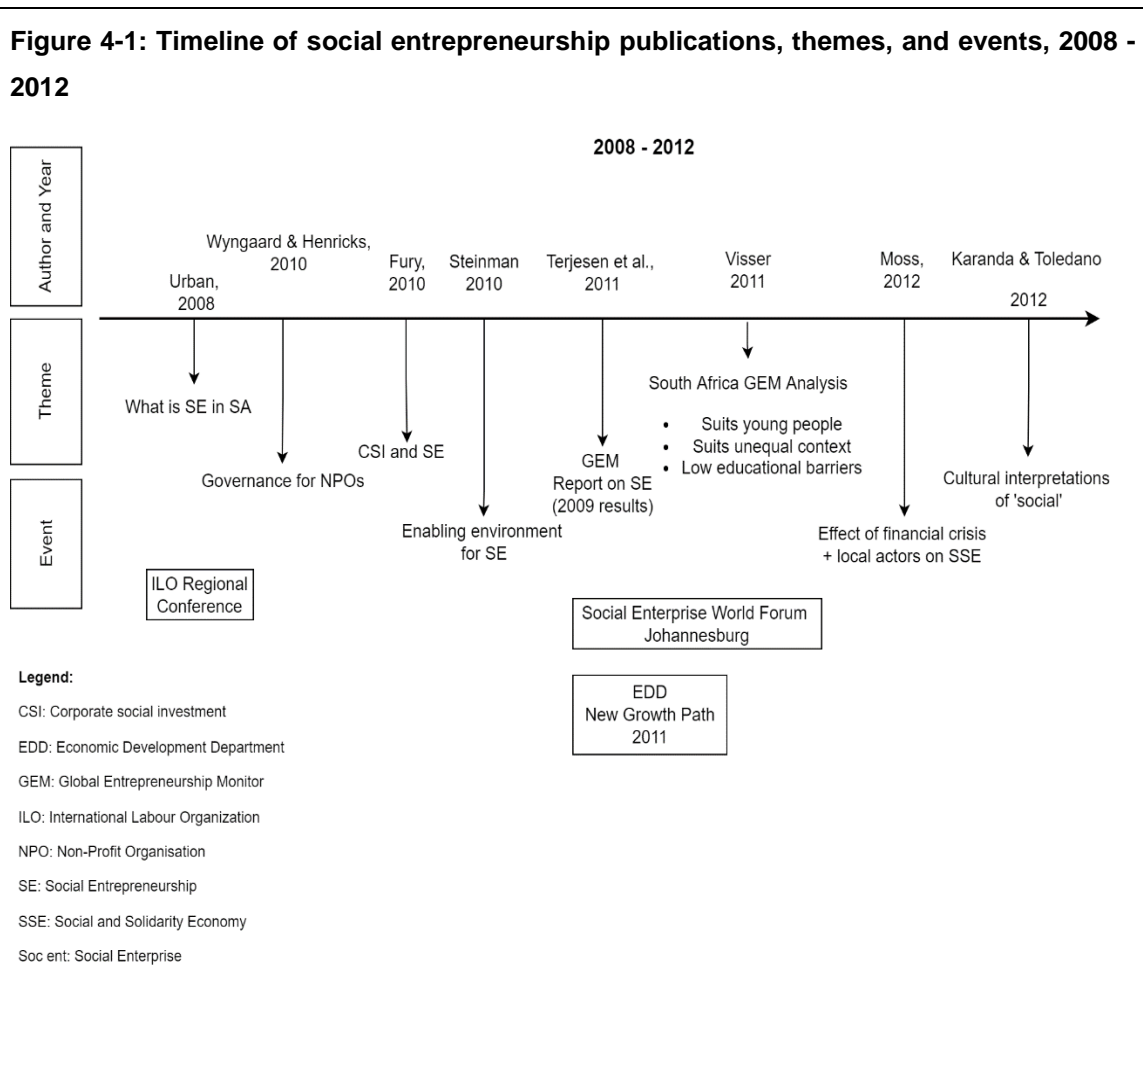 Figure 4-1: Timeline of social entrepreneurship publications, themes, and events, 2008 -
2012
2008 - 2012
Author and Year
Urban,
2008
Wyngaard & Henricks,
2010
Fury,
2010
Steinman
2010
Terjesen et al.,
2011
Visser
2011
Moss,
2012
Karanda & Toledano
2012
Theme
What is SE in SA
Governance for NPOs
CSI and SE
Enabling environment
for SE
GEM
Report on SE
(2009 results)
South Africa GEM Analysis
• Suits young people
• Suits unequal context
• Low educational barriers
Effect of financial crisis
+ local actors on SSE
Cultural interpretations
of 'social'
Event
ILO Regional
Conference
Social Enterprise World Forum
Johannesburg
EDD
New Growth Path
2011
Legend:
CSI: Corporate social investment
EDD: Economic Development Department
GEM: Global Entrepreneurship Monitor
ILO: International Labour Organization
NPO: Non-Profit Organisation
SE: Social Entrepreneurship
SSE: Social and Solidarity Economy
Soc ent: Social Enterprise